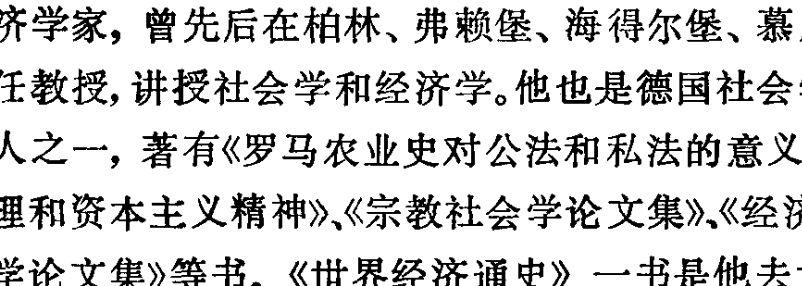 济学家，曾先后在柏林、弗赖堡、海得尔堡、慕
任教授，讲授社会学和经济学。他也是德国社会
人之一，著有《罗马农业史对公法和私法的意义
理和资本主义精神》、《宗教社会学论文集》、《经济
学论文集》等书。《世界经济通史》一书是他去